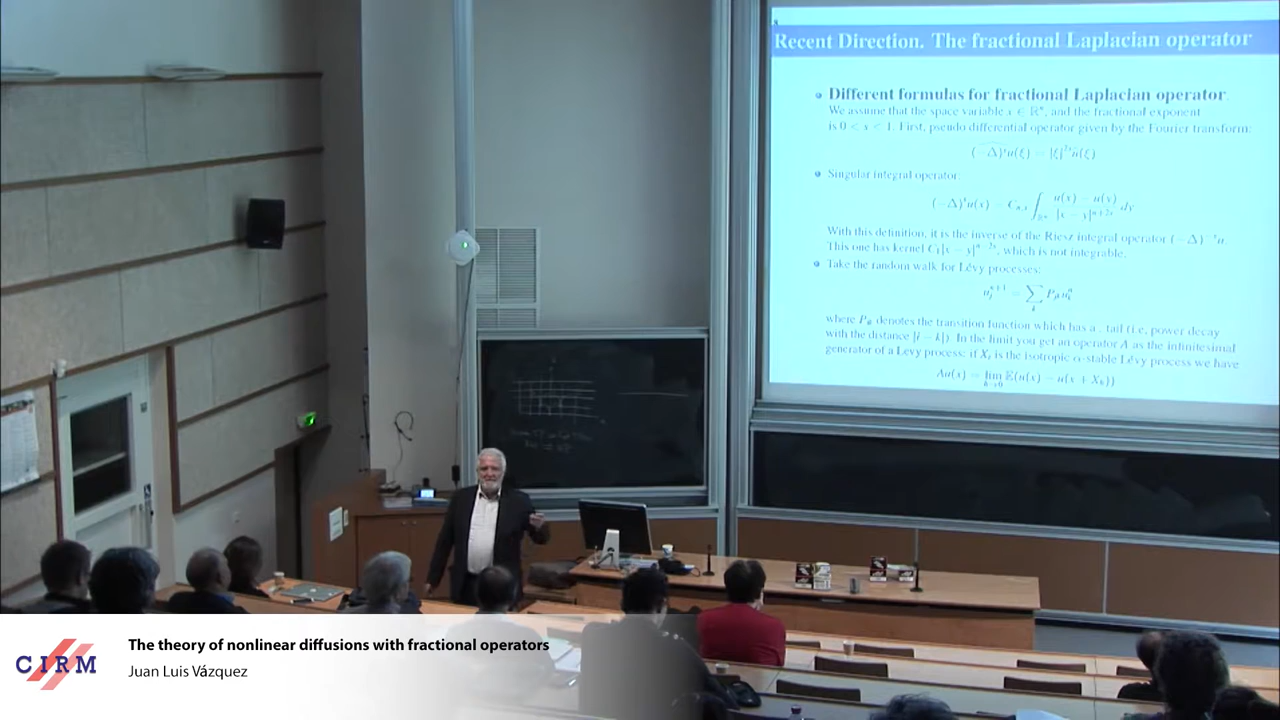 Recent Direction. The fractional Laplacian operator
Different formulas for fractional Laplacian operator.
We assume that the space variable x ∈ ℝⁿ, and the fractional exponent
is 0 < s < 1. First, pseudo differential operator given by the Fourier transform:
Singular integral operator:
With this definition, it is the inverse of the Riesz integral operator (−Δ)⁻ˢu.
This one has kernel C₁|x − y|ⁿ⁻²ˢ, which is not integrable.
Take the random walk for Lévy processes:
where Pᵢₖ denotes the transition function which has a . tail (i.e, power decay
with the distance |i − k|). In the limit you get an operator A as the infinitesimal
generator of a Levy process: if Xₜ is the isotropic α-stable Lévy process we have
CIRM
The theory of nonlinear diffusions with fractional operators
Juan Luis Vázquez